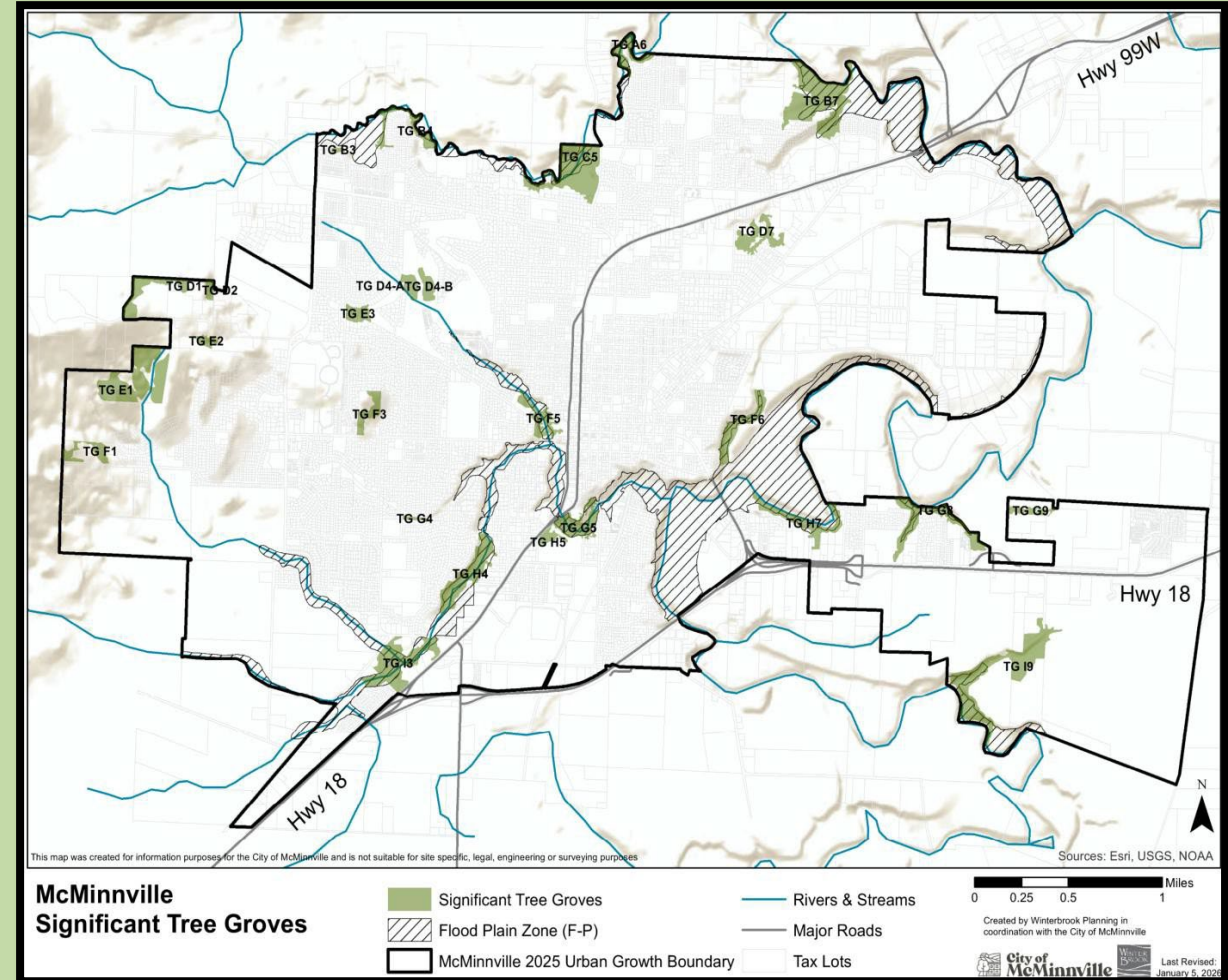 TG A6
Hwy 99W
TG B7
TG B4
TG B3
TG C5
TG D7
TG D1
TG D2
TG D4-A
TG D4-B
TG E3
TG E2
TG E1
TG F3
TG F5
TG F6
TG F1
TG G4
TG G5
TG H5
TG H7
TG G8
TG G9
TG H4
Hwy 18
TG I3
TG I9
Hwy 18
N
This map was created for information purposes for the City of McMinnville and is not suitable for site specific, legal, engineering or surveying purposes
Sources: Esri, USGS, NOAA
McMinnville
Significant Tree Groves
Significant Tree Groves
Flood Plain Zone (F-P)
McMinnville 2025 Urban Growth Boundary
Rivers & Streams
Major Roads
Tax Lots
Miles
0 0.25 0.5 1
Created by Winterbrook Planning in
coordination with the City of McMinnville
City of
McMinnville
WINTER
BROOK
Last Revised:
January 5, 2026